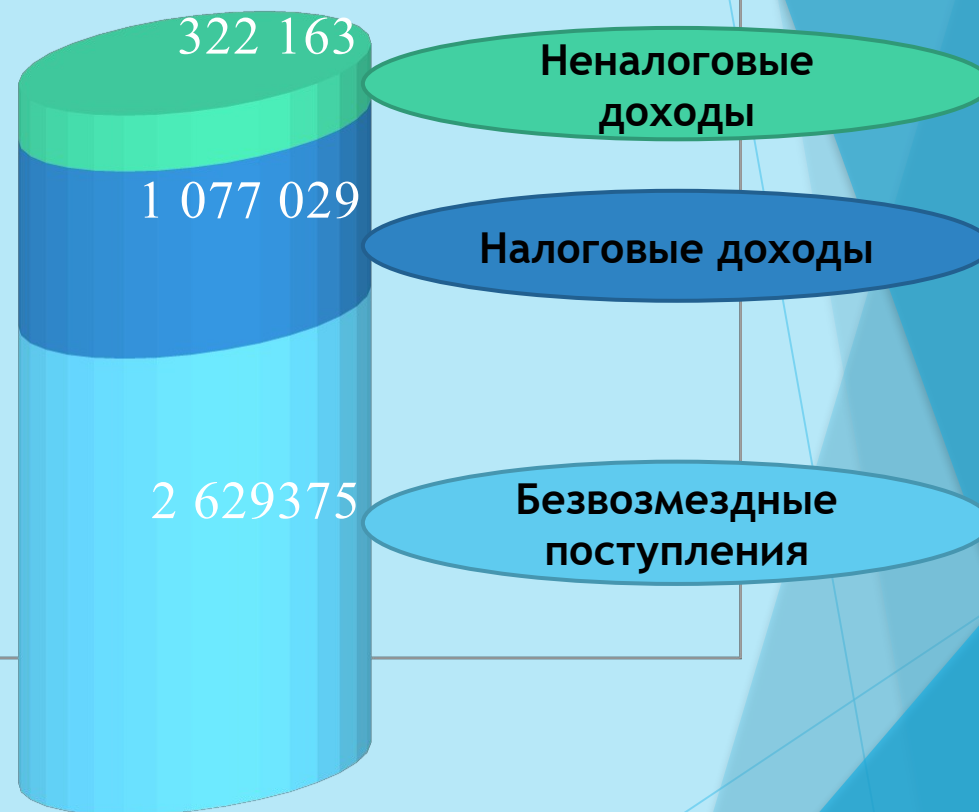 322 163
Неналоговые
доходы
1 077 029
Налоговые доходы
2 629375
Безвозмездные
поступления